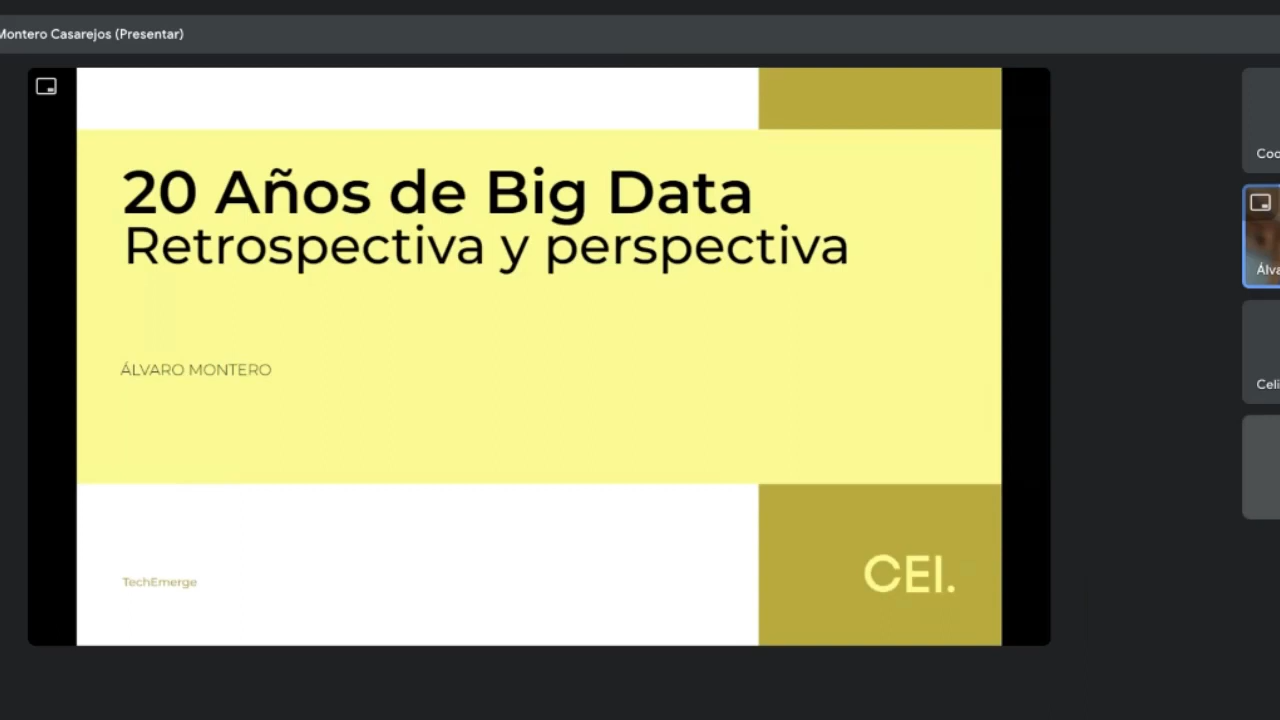 Montero Casarejos (Presentar)
20 Años de Big Data
Retrospectiva y perspectiva
ÁLVARO MONTERO
TechEmerge
CEI.